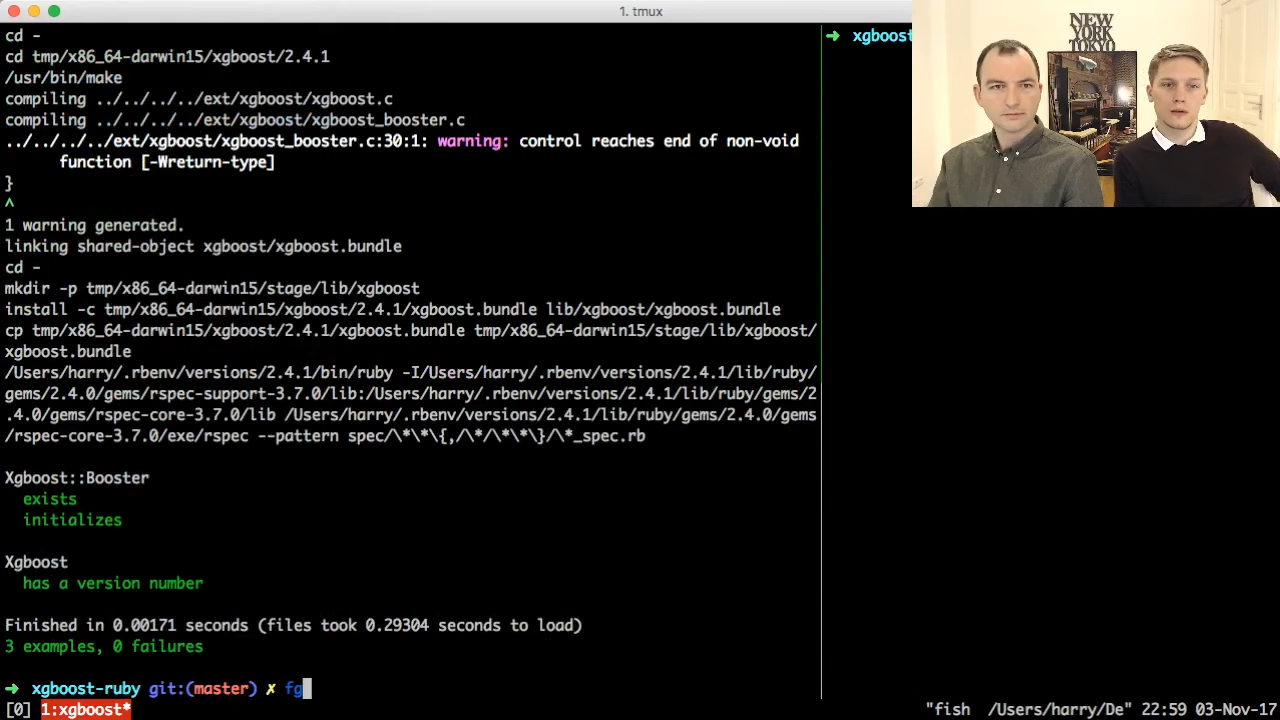 1. tmux
cd -
cd tmp/x86_64-darwin15/xgboost/2.4.1
/usr/bin/make
compiling ../../../../ext/xgboost/xgboost.c
compiling ../../../../ext/xgboost/xgboost_booster.c
../../../../ext/xgboost/xgboost_booster.c:30:1: warning: control reaches end of non-void
function [-Wreturn-type]
}
^
1 warning generated.
linking shared-object xgboost/xgboost.bundle
cd -
mkdir -p tmp/x86_64-darwin15/stage/lib/xgboost
install -c tmp/x86_64-darwin15/xgboost/2.4.1/xgboost.bundle lib/xgboost/xgboost.bundle
cp tmp/x86_64-darwin15/xgboost/2.4.1/xgboost.bundle tmp/x86_64-darwin15/stage/lib/xgboost/
xgboost.bundle
/Users/harry/.rbenv/versions/2.4.1/bin/ruby -I/Users/harry/.rbenv/versions/2.4.1/lib/ruby/
gems/2.4.0/gems/rspec-support-3.7.0/lib:/Users/harry/.rbenv/versions/2.4.1/lib/ruby/gems/2
.4.0/gems/rspec-core-3.7.0/lib /Users/harry/.rbenv/versions/2.4.1/lib/ruby/gems/2.4.0/gems
/rspec-core-3.7.0/exe/rspec --pattern spec/\*\*\{,/\*/\*\*\}/\*_spec.rb
Xgboost::Booster
exists
initializes
Xgboost
has a version number
Finished in 0.00171 seconds (files took 0.29304 seconds to load)
3 examples, 0 failures
➜ xgboost-ruby git:(master) ✗ fg
➜ xgboost
NEW
YORK
TOKYO
[0] 1:xgboost* "fish /Users/harry/De" 22:59 03-Nov-17